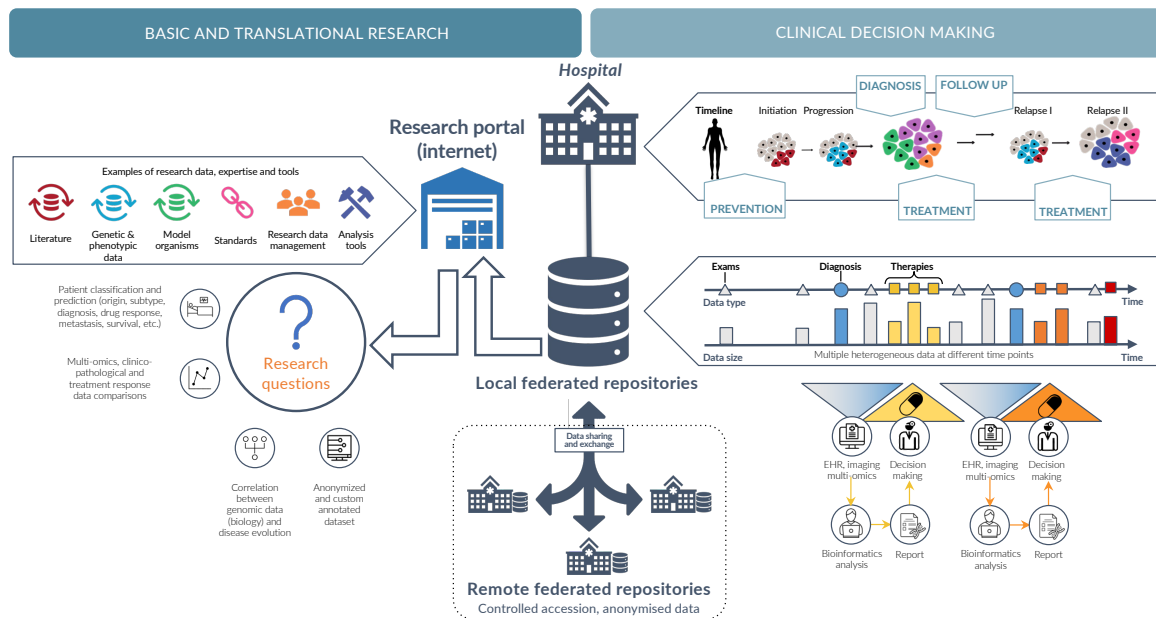 BASIC AND TRANSLATIONAL RESEARCH
CLINICAL DECISION MAKING
Hospital
Research portal
(internet)
Examples of research data, expertise and tools
Literature
Genetic &
phenotypic
data
Model
organisms
Standards
Research data
management
Analysis
tools
Timeline
Initiation
Progression
DIAGNOSIS
FOLLOW UP
Relapse I
Relapse II
PREVENTION
TREATMENT
TREATMENT
Exams
Diagnosis
Therapies
Data type
Time
Data size
Multiple heterogeneous data at different time points
Time
Patient classification and
prediction (origin, subtype,
diagnosis, drug response,
metastasis, survival, etc.)
Multi-omics, clinico-
pathological and
treatment response
data comparisons
?
Research
questions
Correlation
between
genomic data
(biology) and
disease evolution
Anonymized
and custom
annotated
dataset
Local federated repositories
Data sharing
and exchange
Remote federated repositories
Controlled accession, anonymised data
EHR, imaging
multi-omics
Decision
making
Bioinformatics
analysis
Report
EHR, imaging
multi-omics
Decision
making
Bioinformatics
analysis
Report